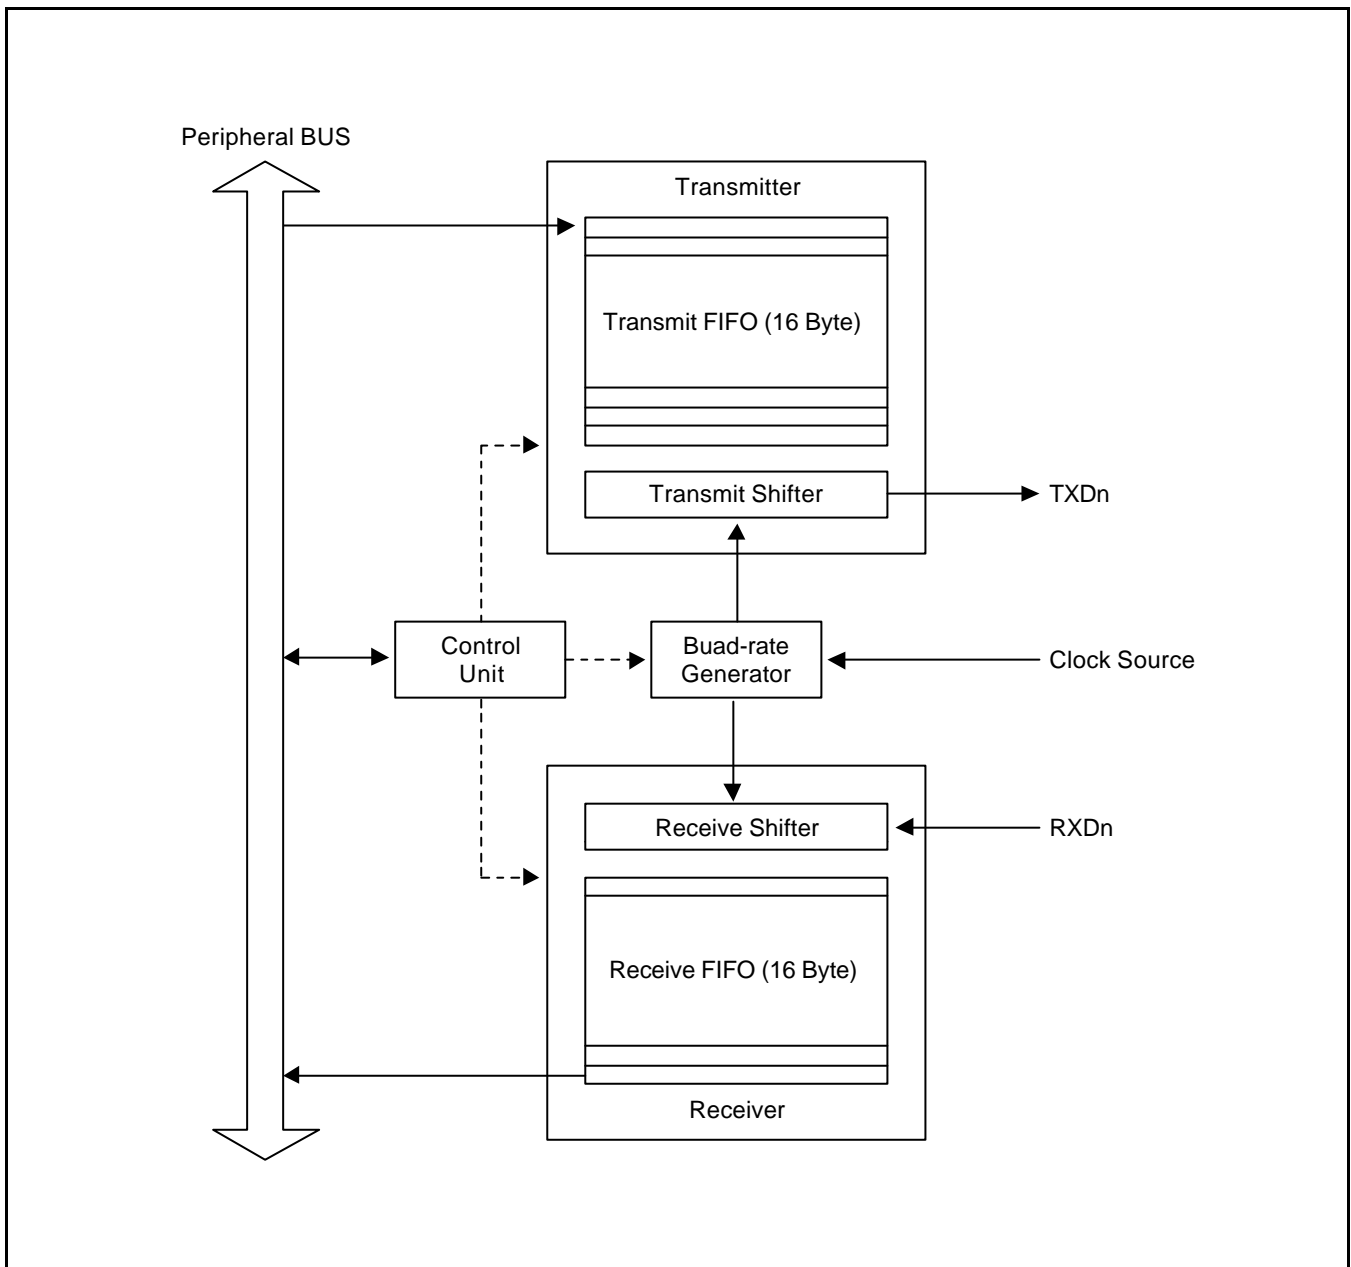 Peripheral BUS
Transmitter
Transmit FIFO (16 Byte)
Transmit Shifter
TXDn
Control
Unit
Buad-rate
Generator
Clock Source
Receive Shifter
RXDn
Receive FIFO (16 Byte)
Receiver